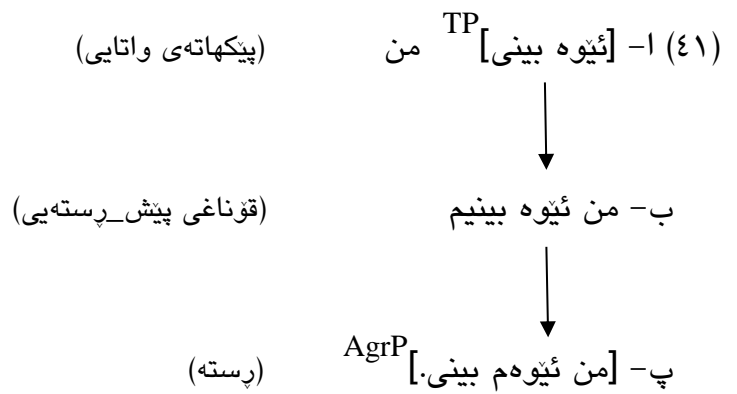 (٤١) ا- [ئێوە بینی]TP من (پێکهاتەی واتایی)
ب- من ئێوە بینیم (قۆناغی پێش_ڕستەیی)
پ- [من ئێوەم بینی.]AgrP (ڕستە)